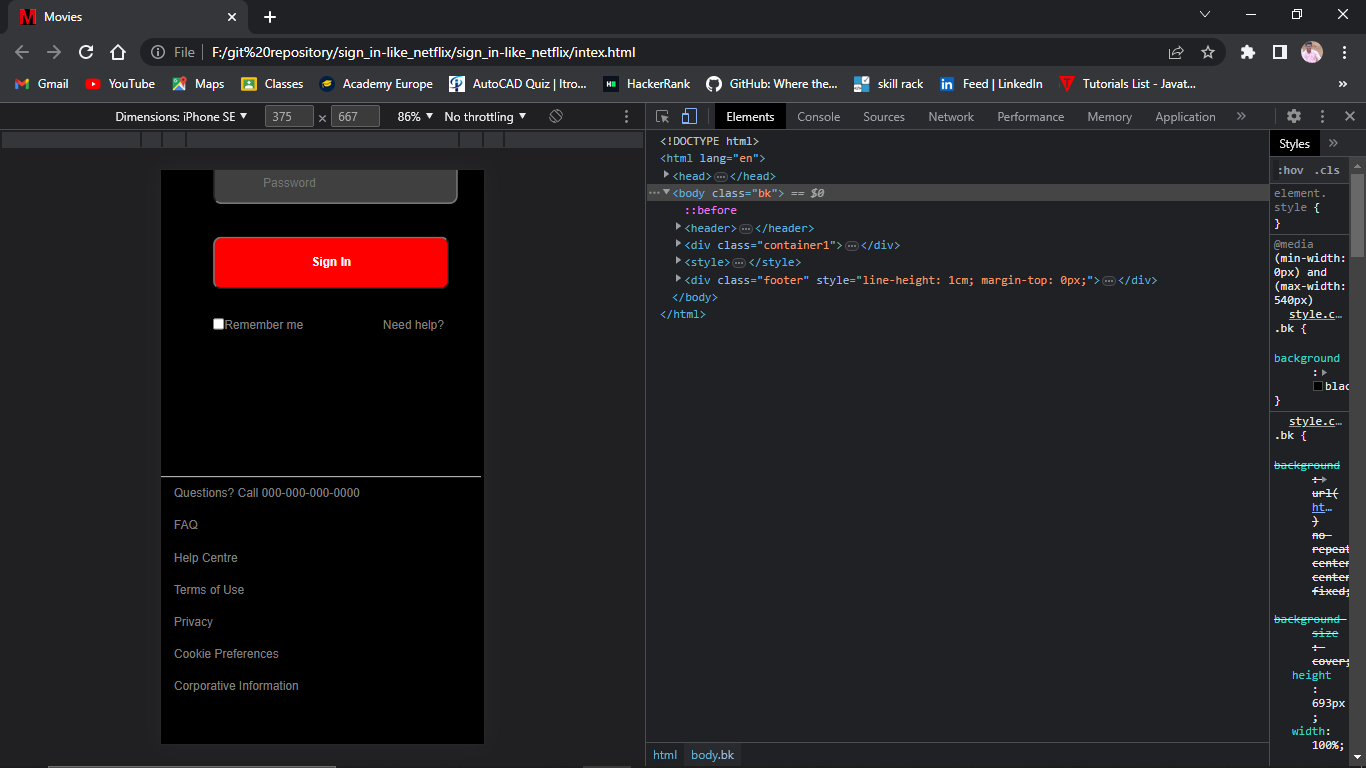 Movies
File F:/git%20repository/sign_in-like_netflix/sign_in-like_netflix/intex.html
Gmail YouTube Maps Classes Academy Europe AutoCAD Quiz | Itro... HackerRank GitHub: Where the... skill rack Feed | LinkedIn Tutorials List - Javat... »
Dimensions: iPhone SE 375 × 667 86% No throttling
Elements Console Sources Network Performance Memory Application »
Password
Sign In
Remember me Need help?
Questions? Call 000-000-000-0000
FAQ
Help Centre
Terms of Use
Privacy
Cookie Preferences
Corporative Information
<!DOCTYPE html>
<html lang="en">
<head>…</head>
<body class="bk"> == $0
::before
<header>…</header>
<div class="container1">…</div>
<style>…</style>
<div class="footer" style="line-height: 1cm; margin-top: 0px;">…</div>
</body>
</html>
html body.bk
Styles »
:hov .cls
element.
style {
}
@media
(min-width:
0px) and
(max-width:
540px)
style.c…
.bk {
background
:
blac
}
style.c…
.bk {
background
:
url(
ht…
)
no-
repeat
center
center
fixed;
background-
size
:
cover;
height
:
693px
;
width:
100%;